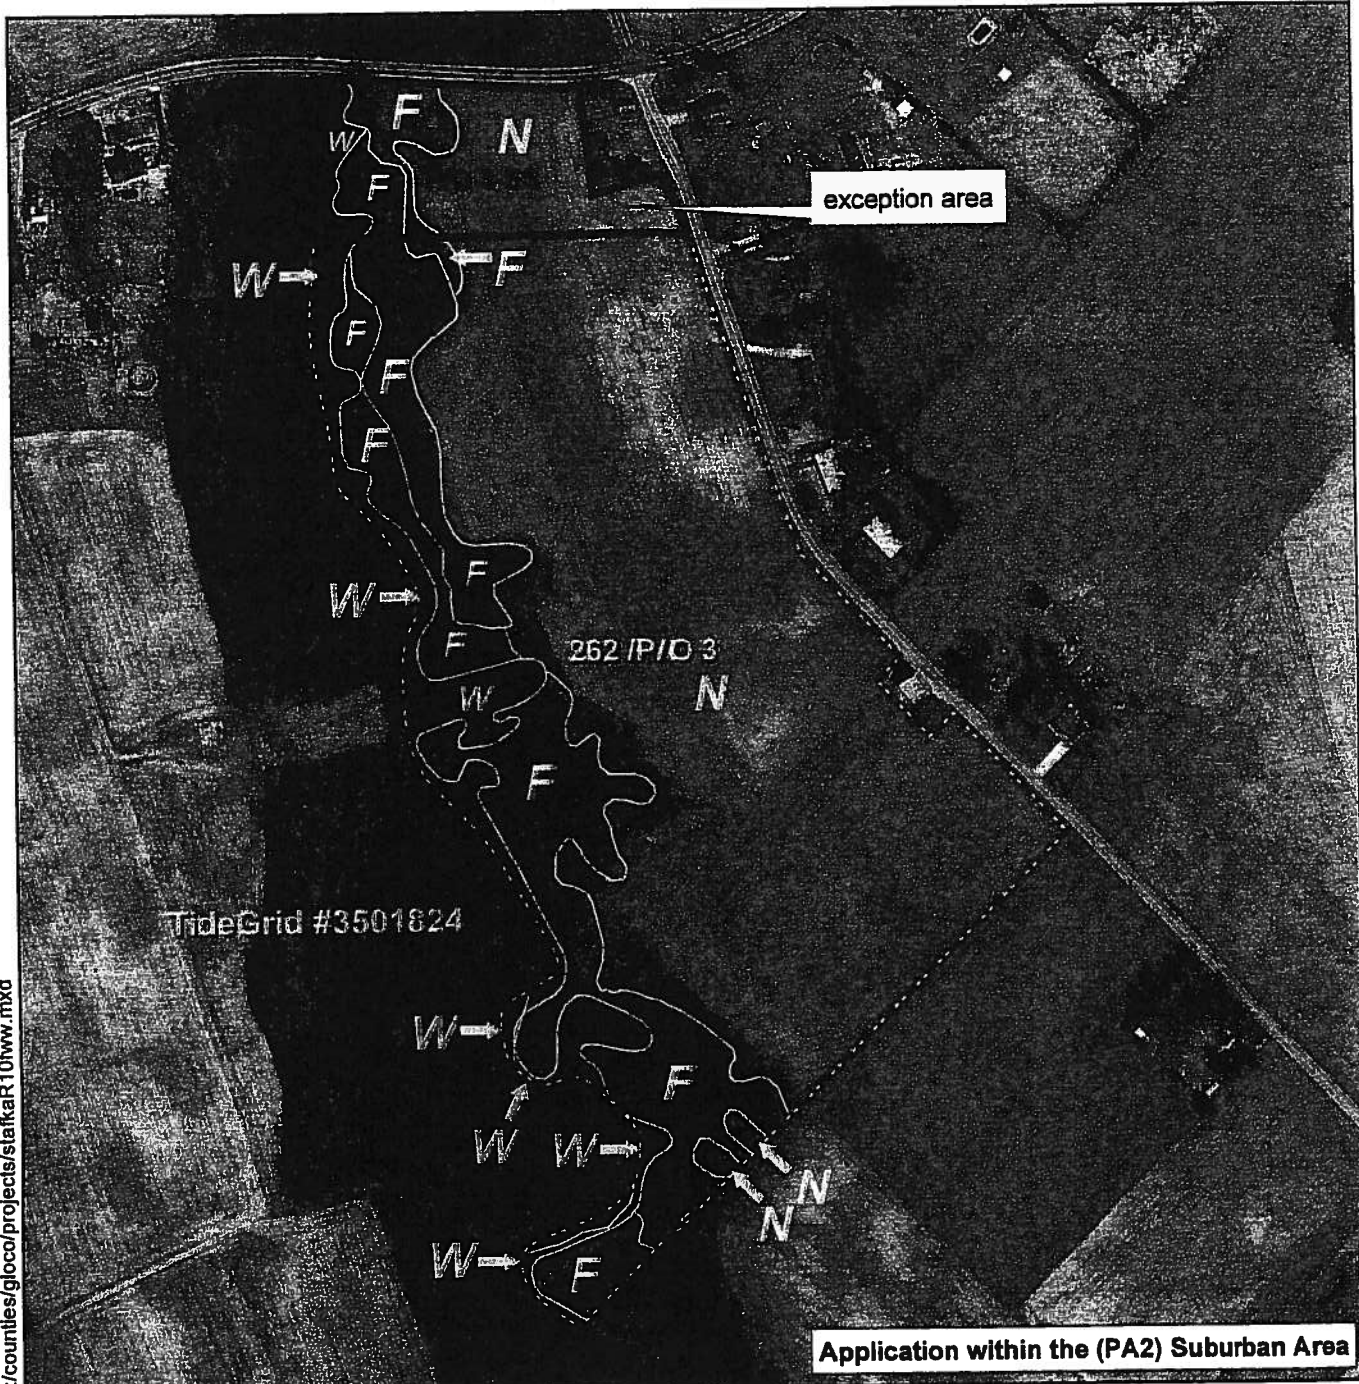 F
N
W
F
exception area
W
F
F
F
F
F
W
F
262 /P/O 3
N
W
F
TideGrid #3501824
W
F
W
W
N
N
W
F
Application within the (PA2) Suburban Area
/counties/gloco/projects/stafkaR10fww.mxd